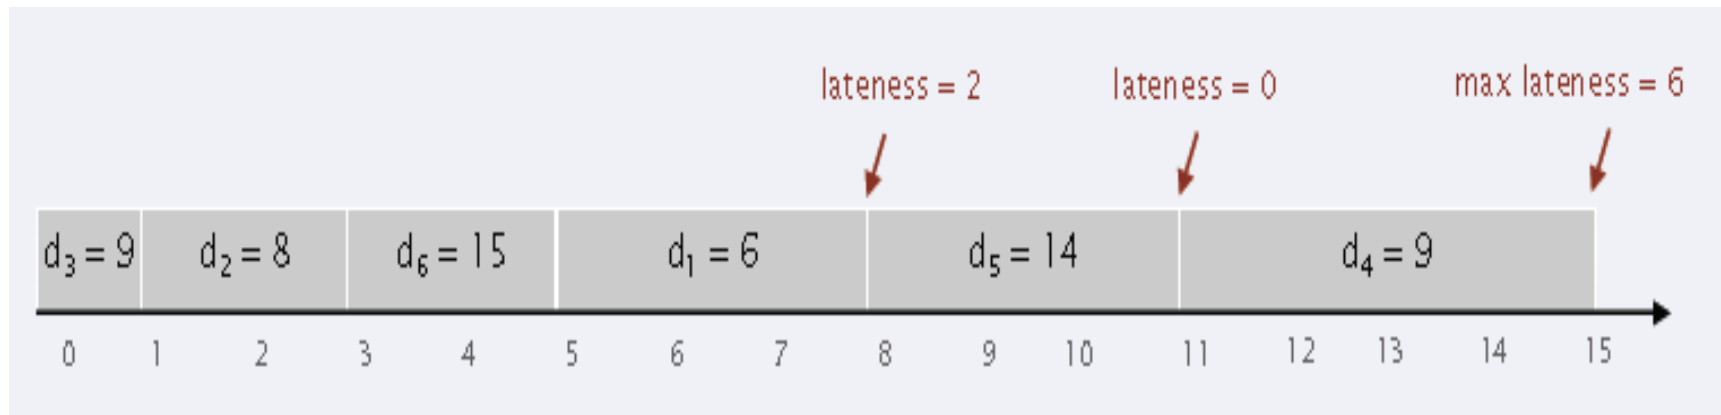 lateness = 2 lateness = 0 max lateness = 6
d₃ = 9 d₂ = 8 d₆ = 15 d₁ = 6 d₅ = 14 d₄ = 9
0 1 2 3 4 5 6 7 8 9 10 11 12 13 14 15